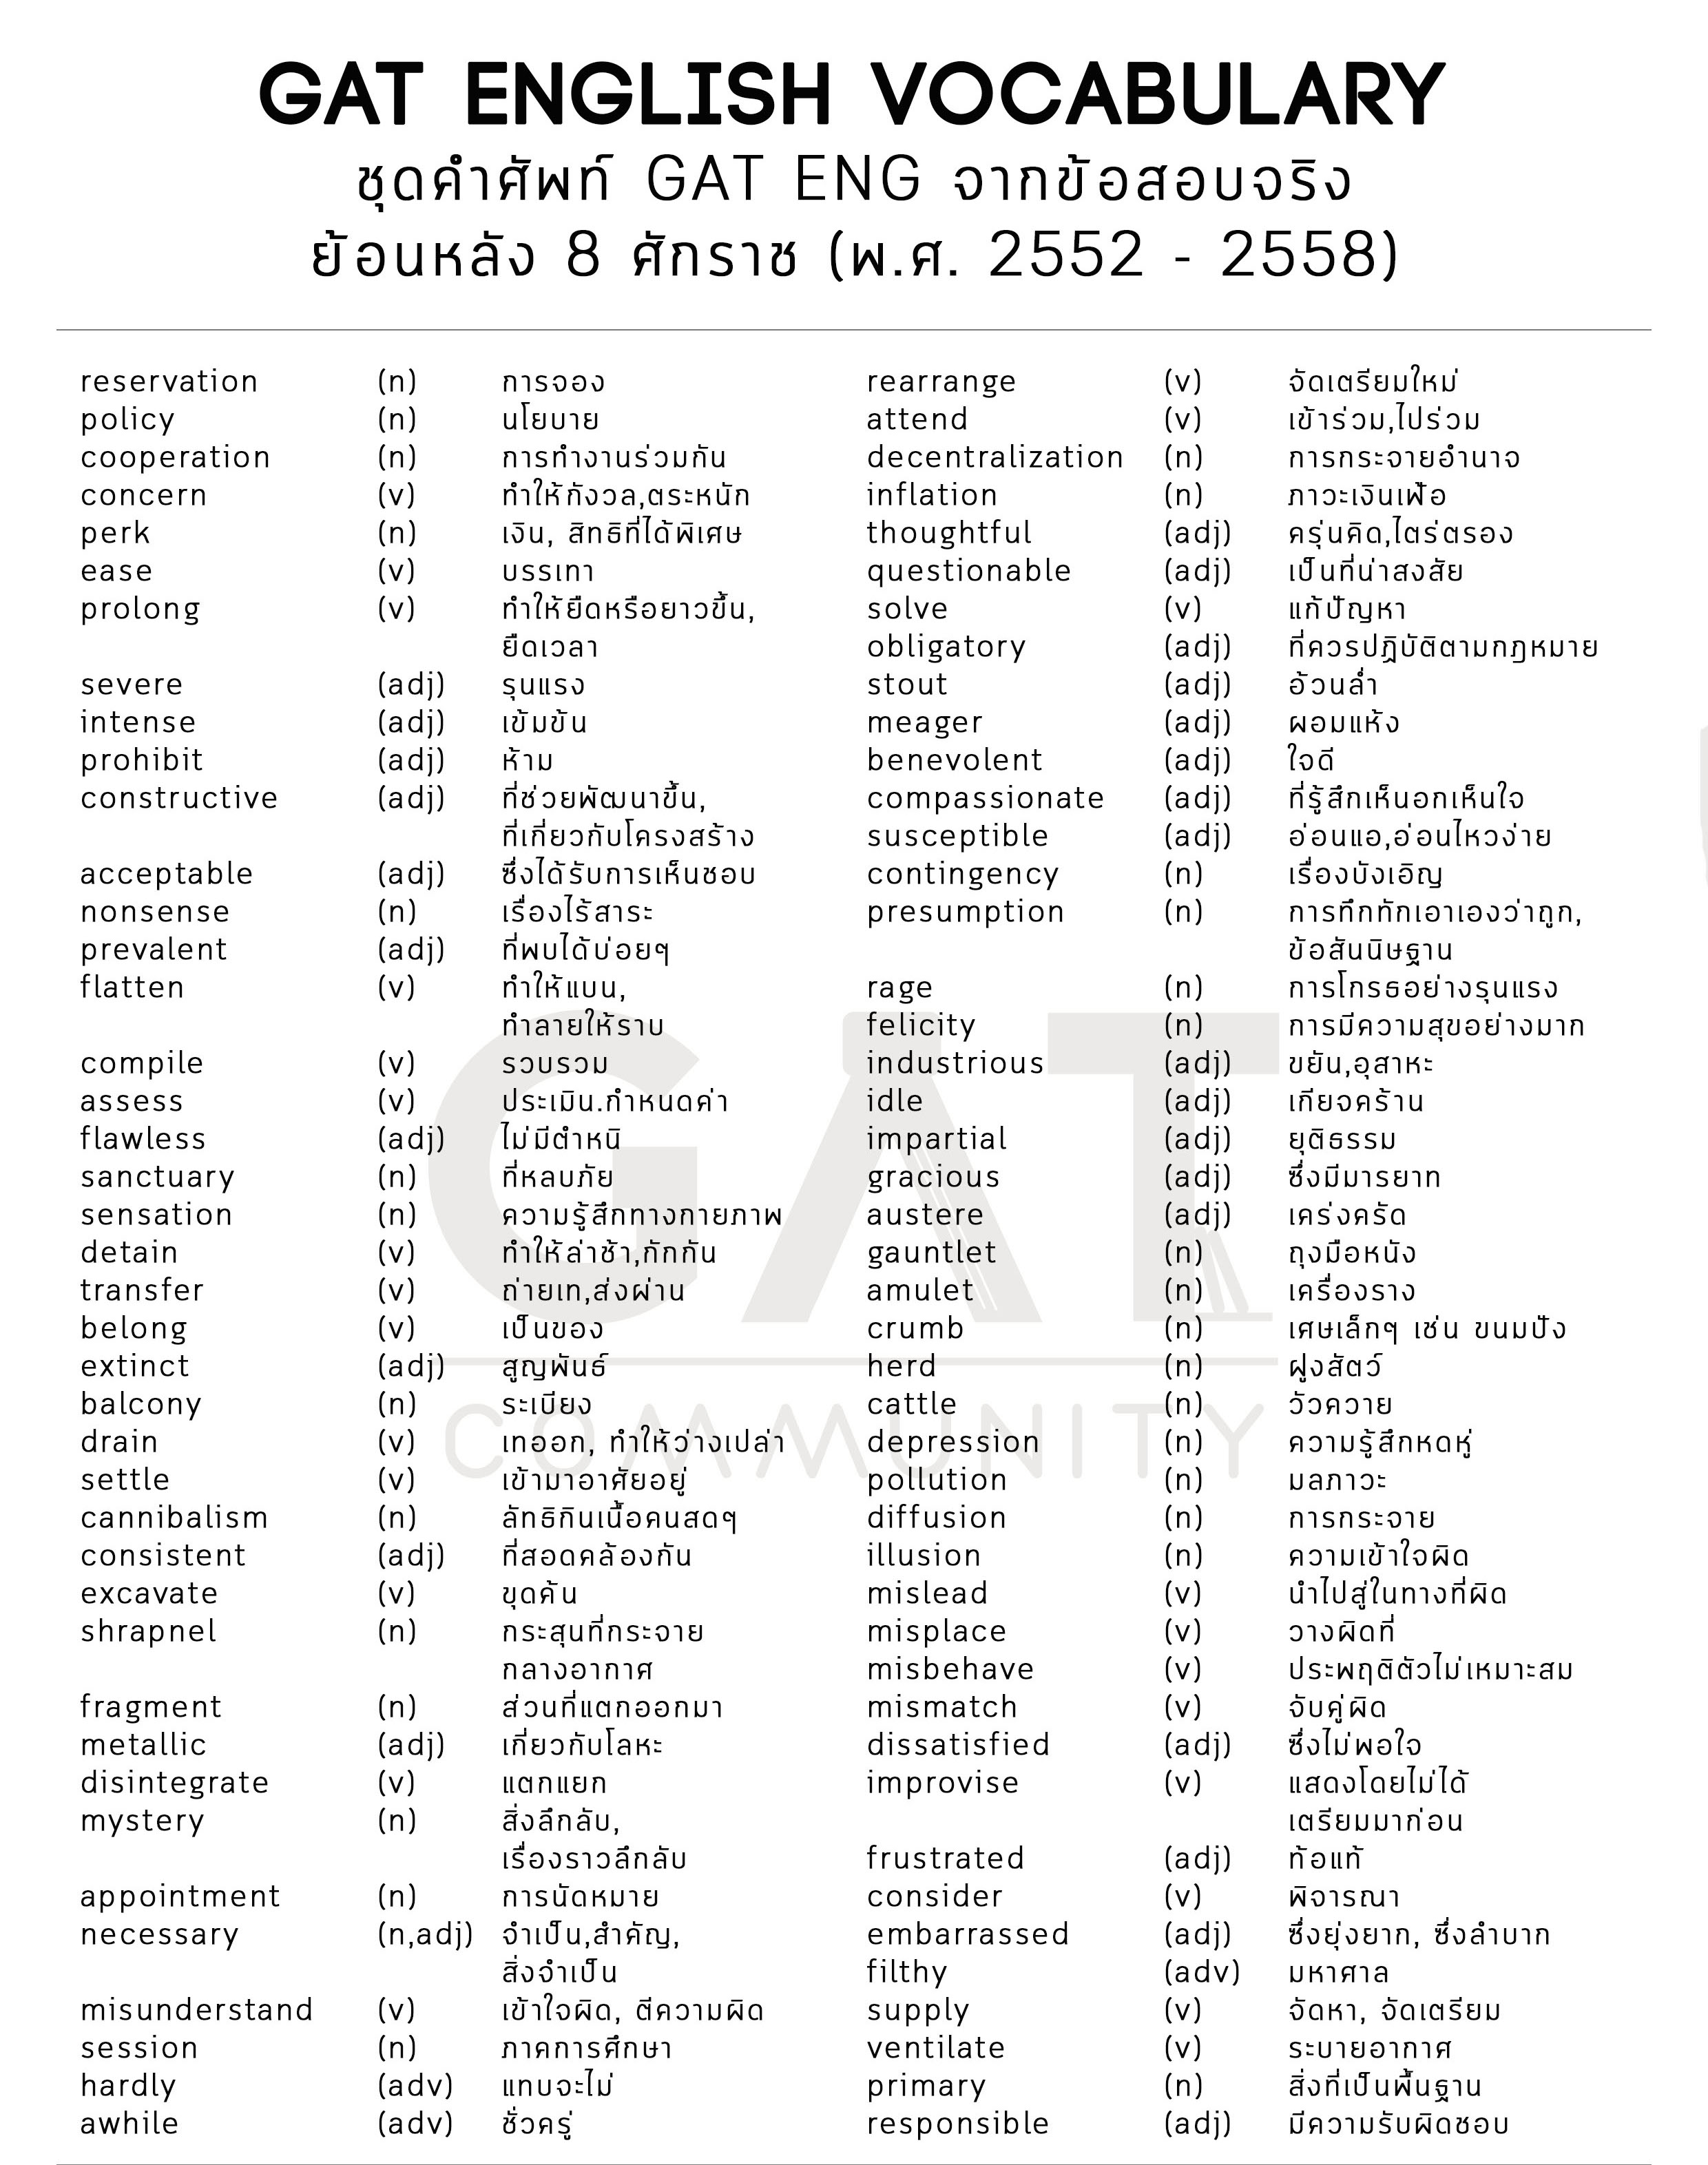 GAT ENGLISH VOCABULARY
ชุดคำศัพท์ GAT ENG จากข้อสอบจริง
ย้อนหลัง 8 ศักราช (พ.ศ. 2552 - 2558)
reservation (n) การจอง
policy (n) นโยบาย
cooperation (n) การทำงานร่วมกัน
concern (v) ทำให้กังวล,ตระหนัก
perk (n) เงิน, สิทธิที่ได้พิเศษ
ease (v) บรรเทา
prolong (v) ทำให้ยืดหรือยาวขึ้น,
ยืดเวลา
severe (adj) รุนแรง
intense (adj) เข้มข้น
prohibit (adj) ห้าม
constructive (adj) ที่ช่วยพัฒนาขึ้น,
ที่เกี่ยวกับโครงสร้าง
acceptable (adj) ซึ่งได้รับการเห็นชอบ
nonsense (n) เรื่องไร้สาระ
prevalent (adj) ที่พบได้บ่อยๆ
flatten (v) ทำให้แบน,
ทำลายให้ราบ
compile (v) รวบรวม
assess (v) ประเมิน.กำหนดค่า
flawless (adj) ไม่มีตำหนิ
sanctuary (n) ที่หลบภัย
sensation (n) ความรู้สึกทางกายภาพ
detain (v) ทำให้ล่าช้า,กักกัน
transfer (v) ถ่ายเท,ส่งผ่าน
belong (v) เป็นของ
extinct (adj) สูญพันธ์
balcony (n) ระเบียง
drain (v) เทออก, ทำให้ว่างเปล่า
settle (v) เข้ามาอาศัยอยู่
cannibalism (n) ลัทธิกินเนื้อคนสดๆ
consistent (adj) ที่สอดคล้องกัน
excavate (v) ขุดค้น
shrapnel (n) กระสุนที่กระจาย
กลางอากาศ
fragment (n) ส่วนที่แตกออกมา
metallic (adj) เกี่ยวกับโลหะ
disintegrate (v) แตกแยก
mystery (n) สิ่งลึกลับ,
เรื่องราวลึกลับ
appointment (n) การนัดหมาย
necessary (n,adj) จำเป็น,สำคัญ,
สิ่งจำเป็น
misunderstand (v) เข้าใจผิด, ตีความผิด
session (n) ภาคการศึกษา
hardly (adv) แทบจะไม่
awhile (adv) ชั่วครู่
rearrange (v) จัดเตรียมใหม่
attend (v) เข้าร่วม,ไปร่วม
decentralization (n) การกระจายอำนาจ
inflation (n) ภาวะเงินเฟ้อ
thoughtful (adj) ครุ่นคิด,ไตร่ตรอง
questionable (adj) เป็นที่น่าสงสัย
solve (v) แก้ปัญหา
obligatory (adj) ที่ควรปฏิบัติตามกฎหมาย
stout (adj) อ้วนล่ำ
meager (adj) ผอมแห้ง
benevolent (adj) ใจดี
compassionate (adj) ที่รู้สึกเห็นอกเห็นใจ
susceptible (adj) อ่อนแอ,อ่อนไหวง่าย
contingency (n) เรื่องบังเอิญ
presumption (n) การทึกทักเอาเองว่าถูก,
ข้อสันนิษฐาน
rage (n) การโกรธอย่างรุนแรง
felicity (n) การมีความสุขอย่างมาก
industrious (adj) ขยัน,อุสาหะ
idle (adj) เกียจคร้าน
impartial (adj) ยุติธรรม
gracious (adj) ซึ่งมีมารยาท
austere (adj) เคร่งครัด
gauntlet (n) ถุงมือหนัง
amulet (n) เครื่องราง
crumb (n) เศษเล็กๆ เช่น ขนมปัง
herd (n) ฝูงสัตว์
cattle (n) วัวควาย
depression (n) ความรู้สึกหดหู่
pollution (n) มลภาวะ
diffusion (n) การกระจาย
illusion (n) ความเข้าใจผิด
mislead (v) นำไปสู่ในทางที่ผิด
misplace (v) วางผิดที่
misbehave (v) ประพฤติตัวไม่เหมาะสม
mismatch (v) จับคู่ผิด
dissatisfied (adj) ซึ่งไม่พอใจ
improvise (v) แสดงโดยไม่ได้
เตรียมมาก่อน
frustrated (adj) ท้อแท้
consider (v) พิจารณา
embarrassed (adj) ซึ่งยุ่งยาก, ซึ่งลำบาก
filthy (adv) มหาศาล
supply (v) จัดหา, จัดเตรียม
ventilate (v) ระบายอากาศ
primary (n) สิ่งที่เป็นพื้นฐาน
responsible (adj) มีความรับผิดชอบ
GAT
COMMUNITY